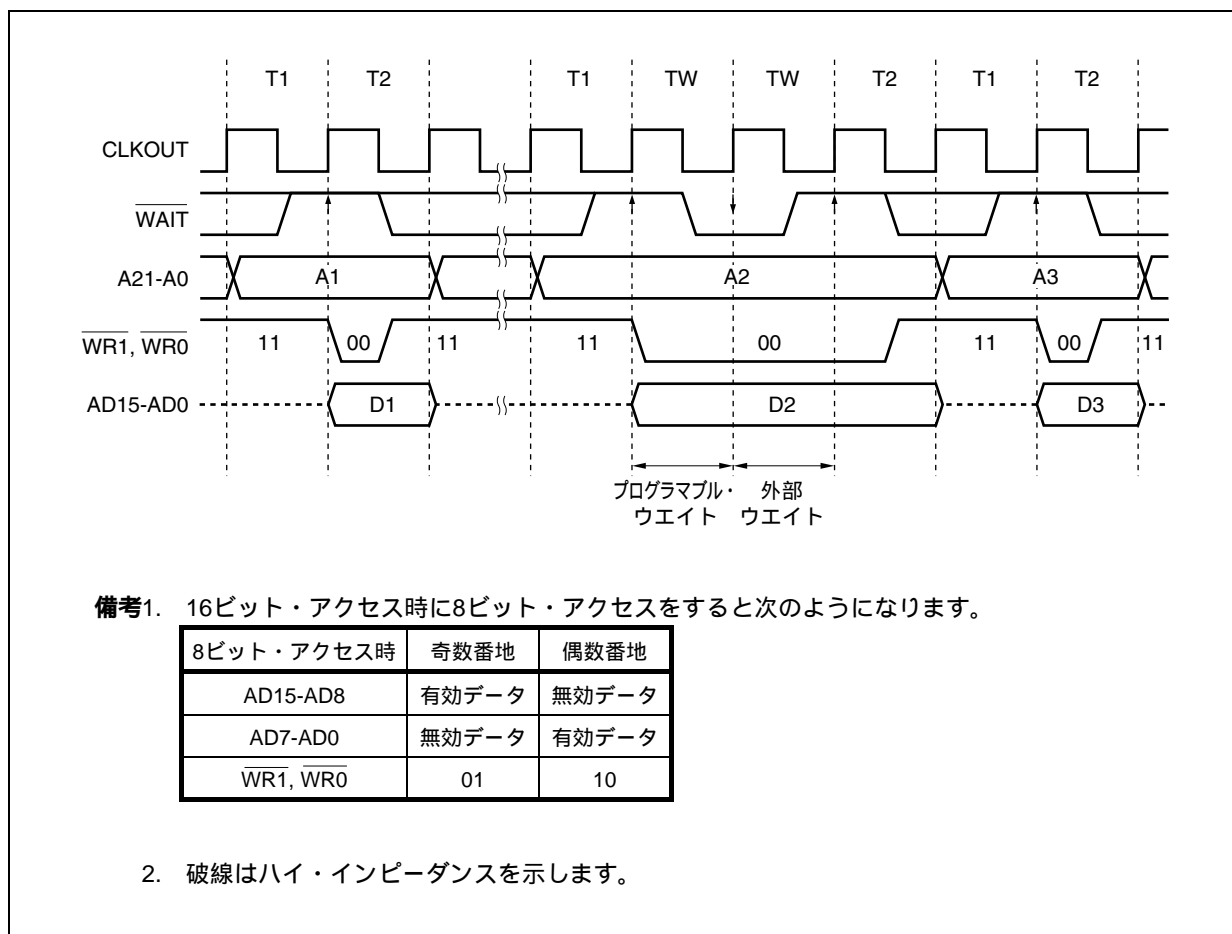 T1 T2 T1 TW TW T2 T1 T2
CLKOUT
WAIT
A21-A0 A1 A2 A3
WR1, WR0 11 00 11 11 00 11 00 11
AD15-AD0 D1 D2 D3
プログラマブル・ 外部
ウエイト ウエイト
備考1. 16ビット・アクセス時に8ビット・アクセスをすると次のようになります。
8ビット・アクセス時 奇数番地 偶数番地
AD15-AD8 有効データ 無効データ
AD7-AD0 無効データ 有効データ
WR1, WR0 01 10
2. 破線はハイ・インピーダンスを示します。